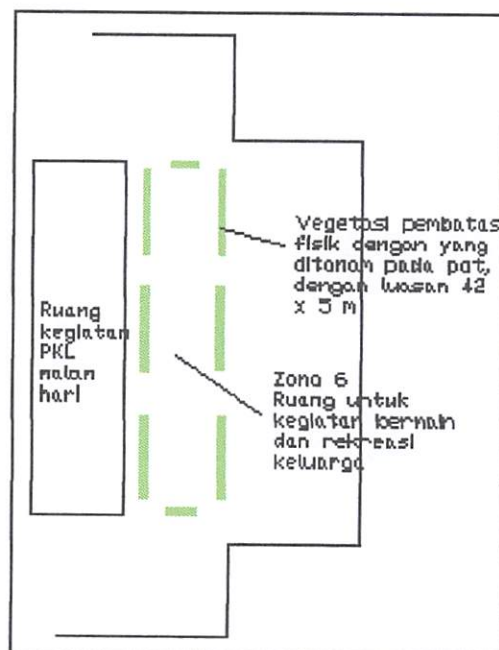 Vegetasi pembatas
fisik dengan yang
ditanam pada pot,
dengan luasan 42
x 5 m
Ruang
kegiatan
PKL
malam
hari
Zona 6
Ruang untuk
kegiatan bermain
dan rekreasi
keluarga